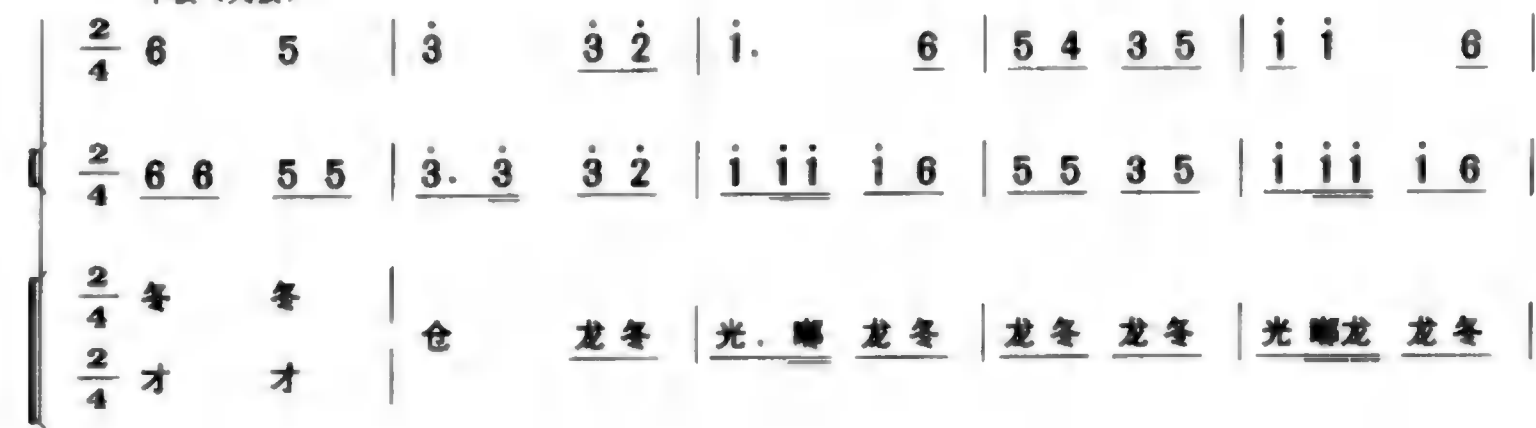 2/4 6 5 | 3̇ 3̇ 2̇ | 1̇. 6 | 5 4 3 5 | 1̇ 1̇ 6 |
2/4 6 6 5 5 | 3̇. 3̇ 3̇ 2̇ | 1̇ 1̇1̇ 1̇ 6 | 5 5 3 5 | 1̇ 1̇1̇ 1̇ 6 |
2/4 冬 冬 |
仓 龙 冬 | 光. 龙 冬 | 龙 冬 龙 冬 | 光 龙 龙 冬 |
2/4 才 才 |